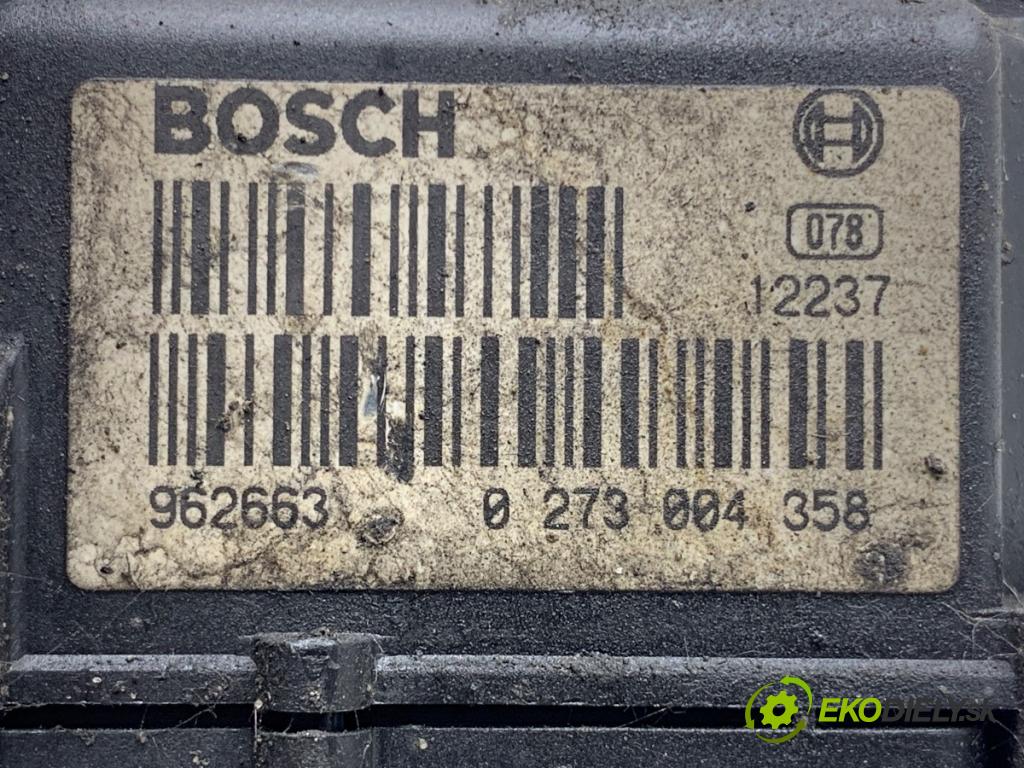 BOSCH
078
12237
962663 0 273 004 358
EKODIELY.SK